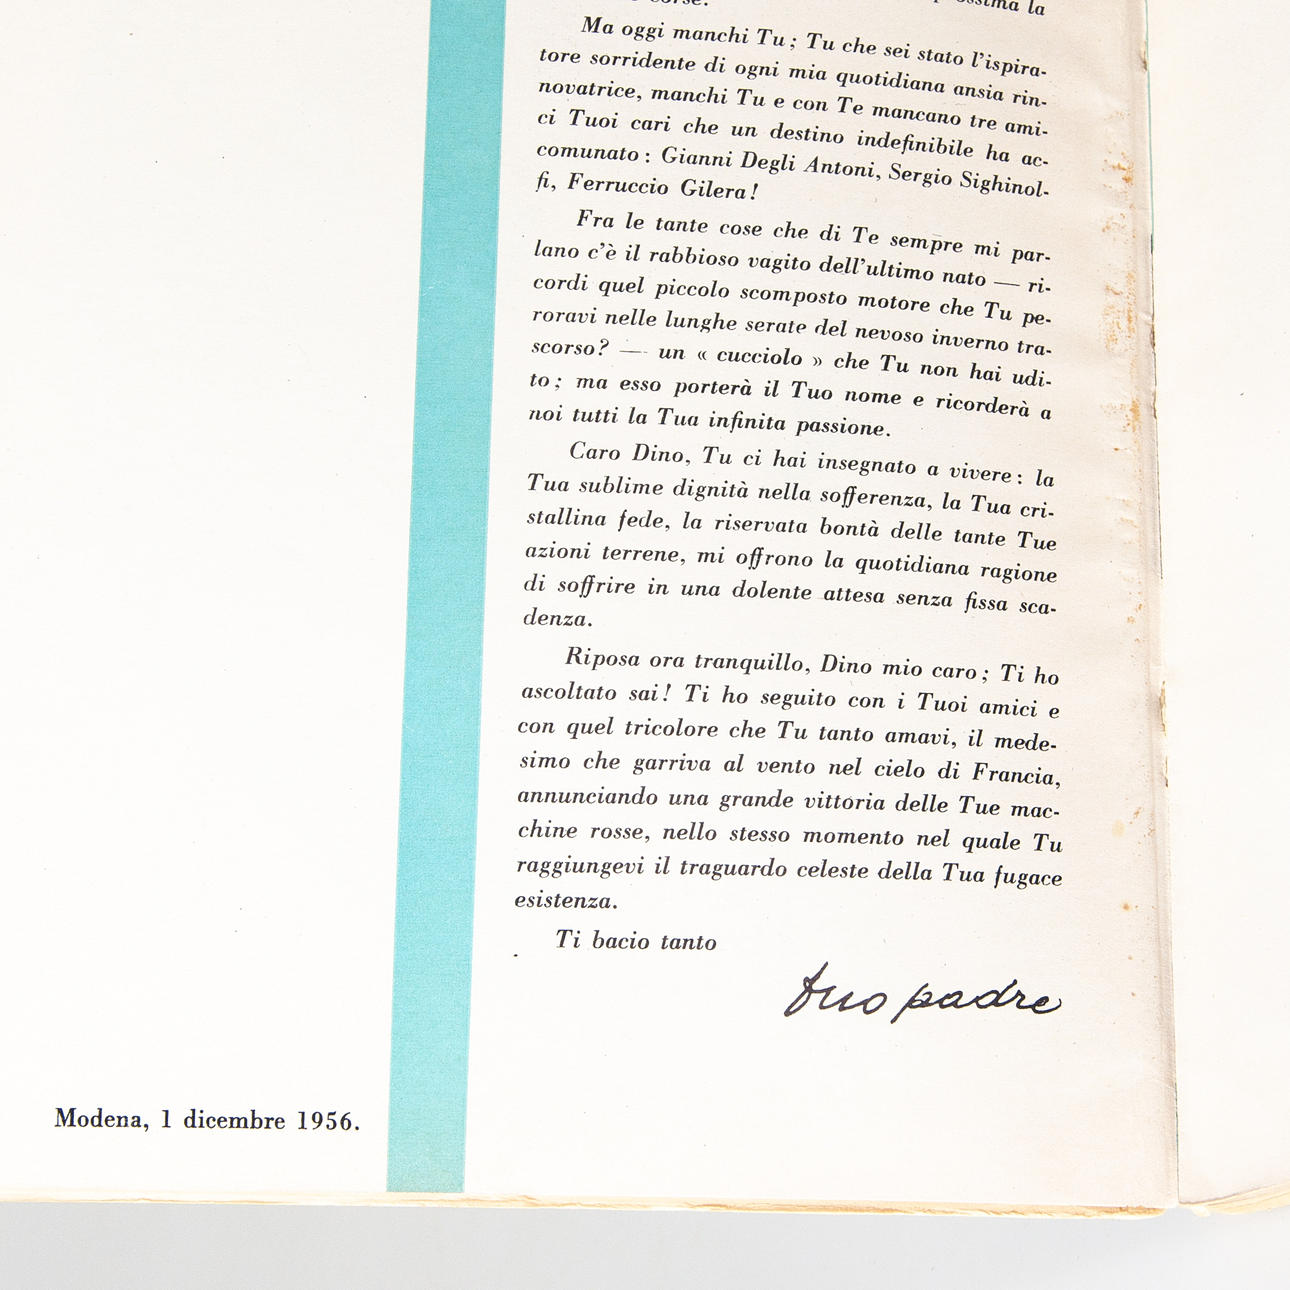 corse.
la
Ma oggi manchi Tu; Tu che sei stato l'ispira-
tore sorridente di ogni mia quotidiana ansia rin-
novatrice, manchi Tu e con Te mancano tre ami-
ci Tuoi cari che un destino indefinibile ha ac-
comunato: Gianni Degli Antoni, Sergio Sighinol-
fi, Ferruccio Gilera!
Fra le tante cose che di Te sempre mi par-
lano c'è il rabbioso vagito dell'ultimo nato — ri-
cordi quel piccolo scomposto motore che Tu pe-
roravi nelle lunghe serate del nevoso inverno tra-
scorso? — un « cucciolo » che Tu non hai udi-
to; ma esso porterà il Tuo nome e ricorderà a
noi tutti la Tua infinita passione.
Caro Dino, Tu ci hai insegnato a vivere: la
Tua sublime dignità nella sofferenza, la Tua cri-
stallina fede, la riservata bontà delle tante Tue
azioni terrene, mi offrono la quotidiana ragione
di soffrire in una dolente attesa senza fissa sca-
denza.
Riposa ora tranquillo, Dino mio caro; Ti ho
ascoltato sai! Ti ho seguito con i Tuoi amici e
con quel tricolore che Tu tanto amavi, il mede-
simo che garriva al vento nel cielo di Francia,
annunciando una grande vittoria delle Tue mac-
chine rosse, nello stesso momento nel quale Tu
raggiungevi il traguardo celeste della Tua fugace
esistenza.
Ti bacio tanto
tuo padre
Modena, 1 dicembre 1956.